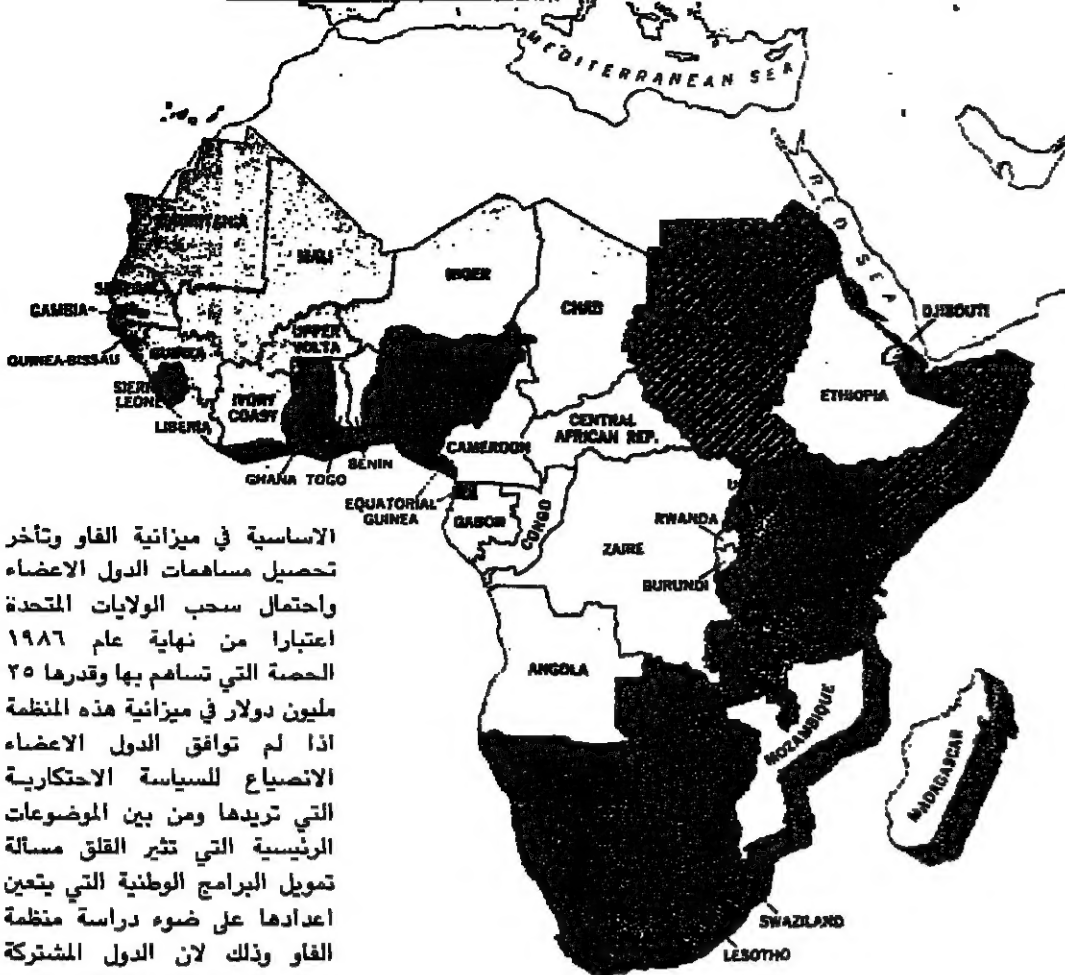 MEDITERRANEAN SEA
RED SEA
MAURITANIA
MALI
NIGER
CHAD
DJIBOUTI
SENEGAL
GAMBIA
UPPER
VOLTA
GUINEA-BISSAU
GUINEA
ETHIOPIA
SIERRA
LEONE
IVORY
COAST
LIBERIA
CENTRAL
AFRICAN REP.
CAMEROON
GHANA TOGO
BENIN
EQUATORIAL
GUINEA
GABON
CONGO
RWANDA
ZAIRE
BURUNDI
ANGOLA
MOZAMBIQUE
MADAGASCAR
SWAZILAND
LESOTHO
الاساسية في ميزانية الفاو وتأخر
تحصيل مساهمات الدول الاعضاء
واحتمال سحب الولايات المتحدة
اعتبارا من نهاية عام ١٩٨٦
الحصة التي تساهم بها وقدرها ٢٥
مليون دولار في ميزانية هذه المنظمة
اذا لم توافق الدول الاعضاء
الانصياع للسياسة الاحتكارية
التي تريدها ومن بين الموضوعات
الرئيسية التي تثير القلق مسألة
تمويل البرامج الوطنية التي يتعين
اعدادها على ضوء دراسة منظمة
الفاو وذلك لان الدول المشتركة